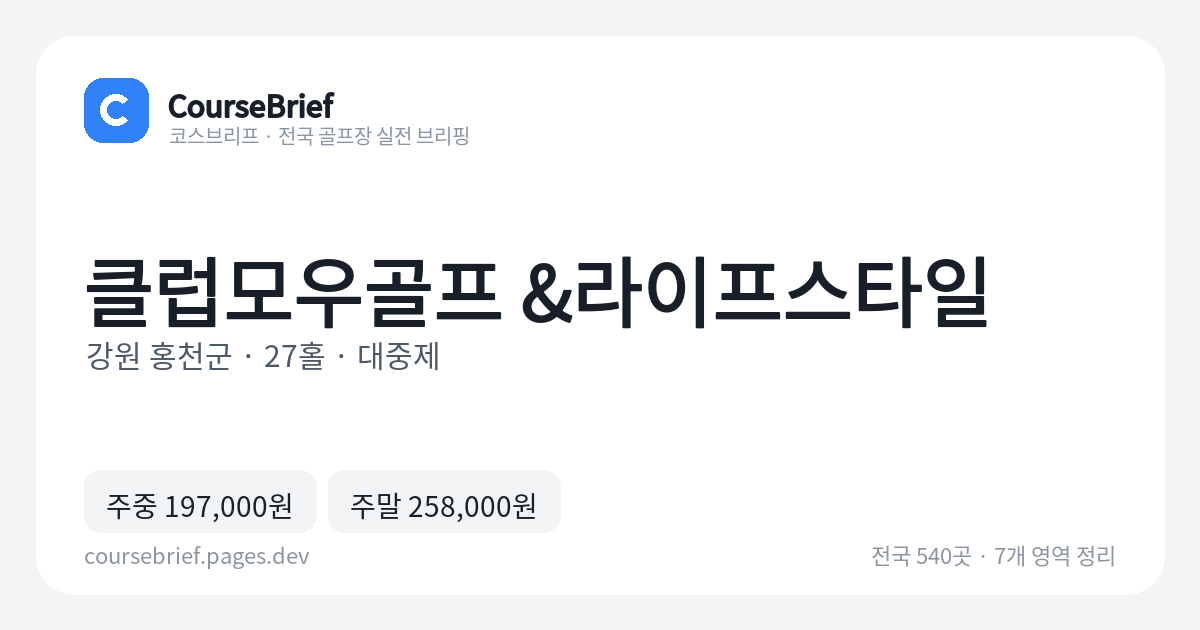 C
CourseBrief
코스브리프 · 전국 골프장 실전 브리핑
클럽모우골프 &라이프스타일
강원 홍천군 · 27홀 · 대중제
주중 197,000원
주말 258,000원
coursebrief.pages.dev
전국 540곳 · 7개 영역 정리